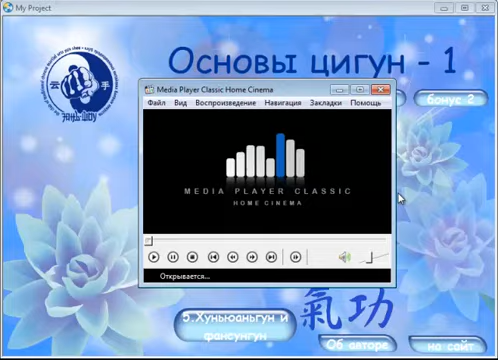 My Project
Основы цигун - 1
бонус 2
Media Player Classic Home Cinema
Файл Вид Воспроизведение Навигация Закладки Помощь
MEDIA PLAYER CLASSIC
HOME CINEMA
Открывается...
5.Хуньюаньгун и
фансунгун
氣功
Об авторе
на сайт